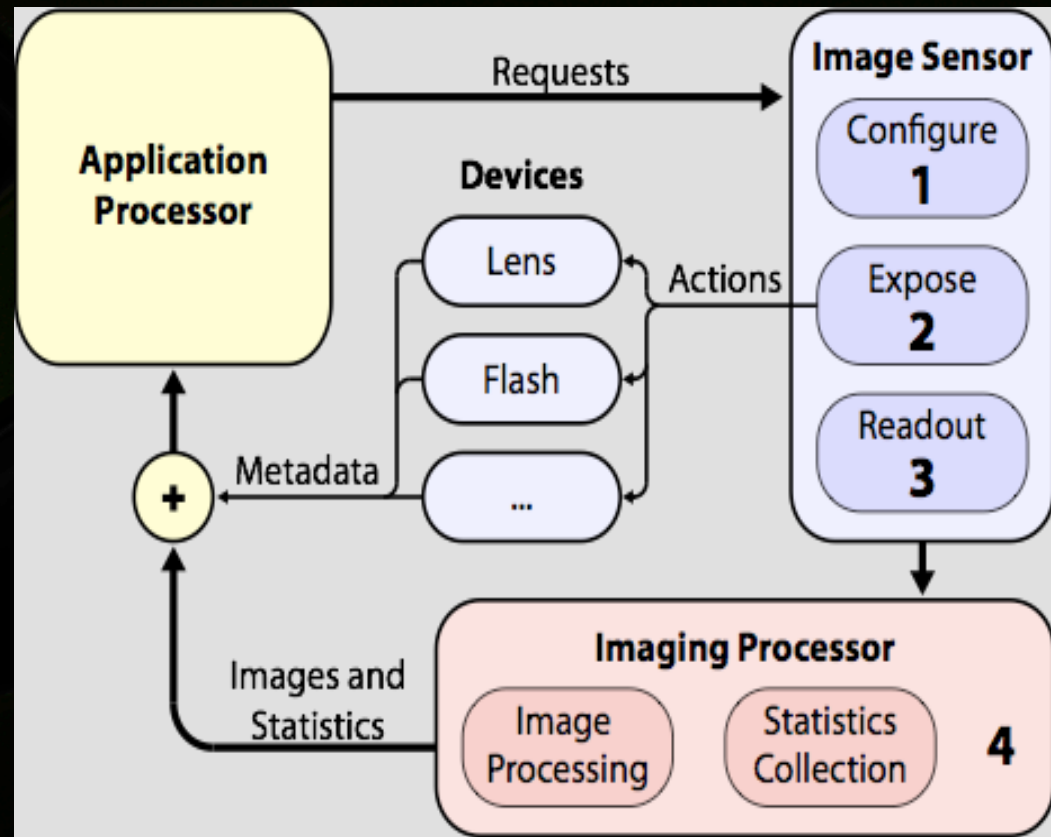 Application
Processor
Requests
Image Sensor
Configure
1
Expose
2
Readout
3
Devices
Lens
Flash
...
Actions
Metadata
+
Images and
Statistics
Imaging Processor
Image
Processing
Statistics
Collection
4